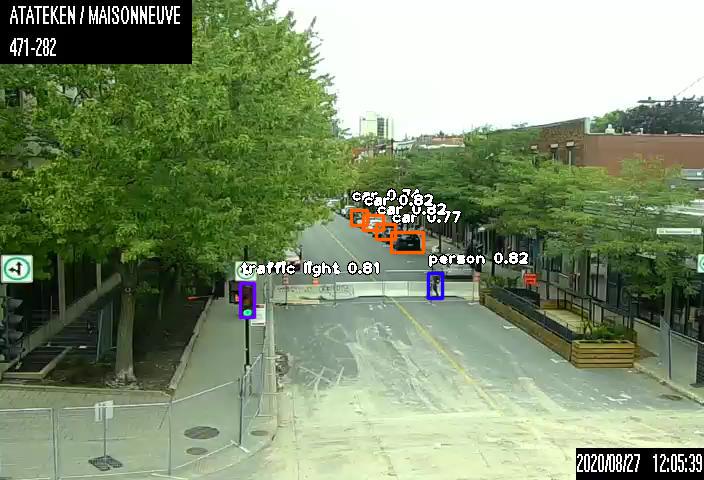 ATATEKEN / MAISONNEUVE
471-282
car 0.74
car 0.82
car 0.82
car 0.77
person 0.82
traffic light 0.81
2020/08/27 12:05:39